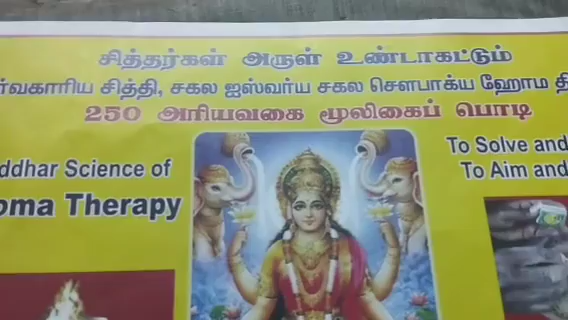 சித்தர்கள் அருள் உண்டாகட்டும்
ர்வகாரிய சித்தி, சகல ஐஸ்வர்ய சகல சௌபாக்ய ஹோம தி
250 அரியவகை மூலிகைப் பொடி
ddhar Science of
oma Therapy
To Solve and
To Aim and